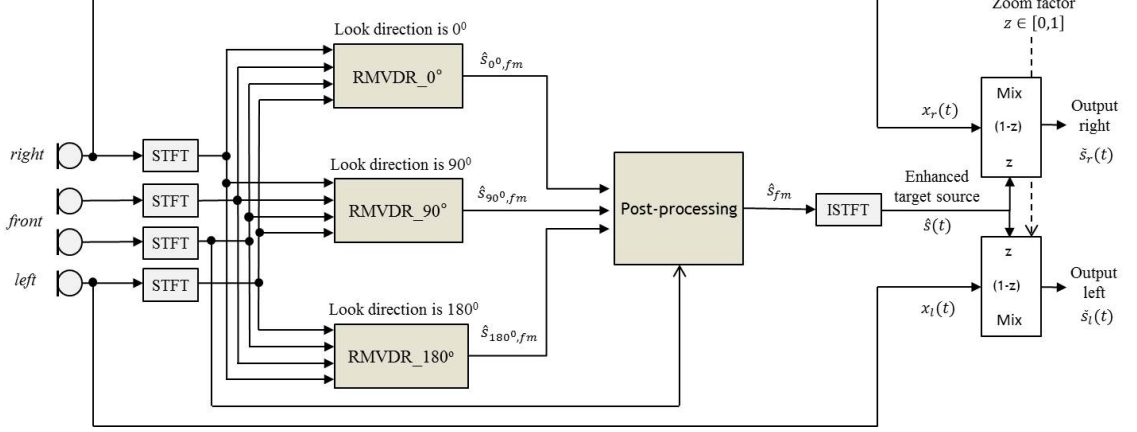 Zoom factor
z ∈ [0,1]
Look direction is 0⁰
RMVDR_0°
ŝ₀⁰,fm
Mix
(1-z)
z
xᵣ(t)
Output
right
š̌ᵣ(t)
right
STFT
STFT
front
STFT
left
STFT
Look direction is 90⁰
RMVDR_90°
ŝ₉₀⁰,fm
Post-processing
ŝfm
ISTFT
Enhanced
target source
ŝ(t)
z
(1-z)
Mix
xₗ(t)
Output
left
šₗ(t)
Look direction is 180⁰
RMVDR_180°
ŝ₁₈₀⁰,fm